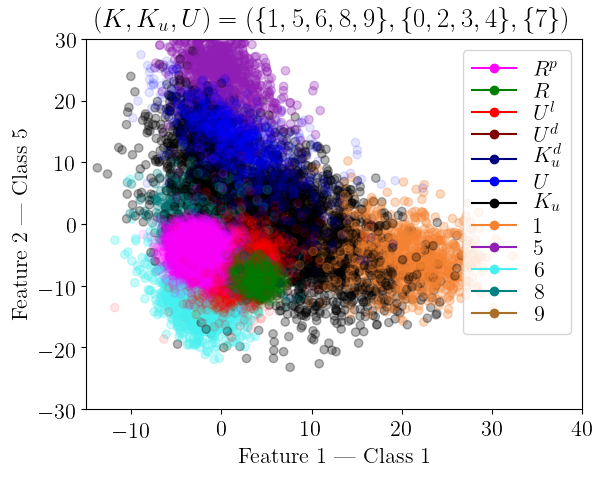 (K, K_u, U) = ({1, 5, 6, 8, 9}, {0, 2, 3, 4}, {7})
30
20
10
0
−10
−20
−30
Feature 2 — Class 5
−10
0
10
20
30
40
Feature 1 — Class 1
R^p
R
U^l
U^d
K_u^d
U
K_u
1
5
6
8
9